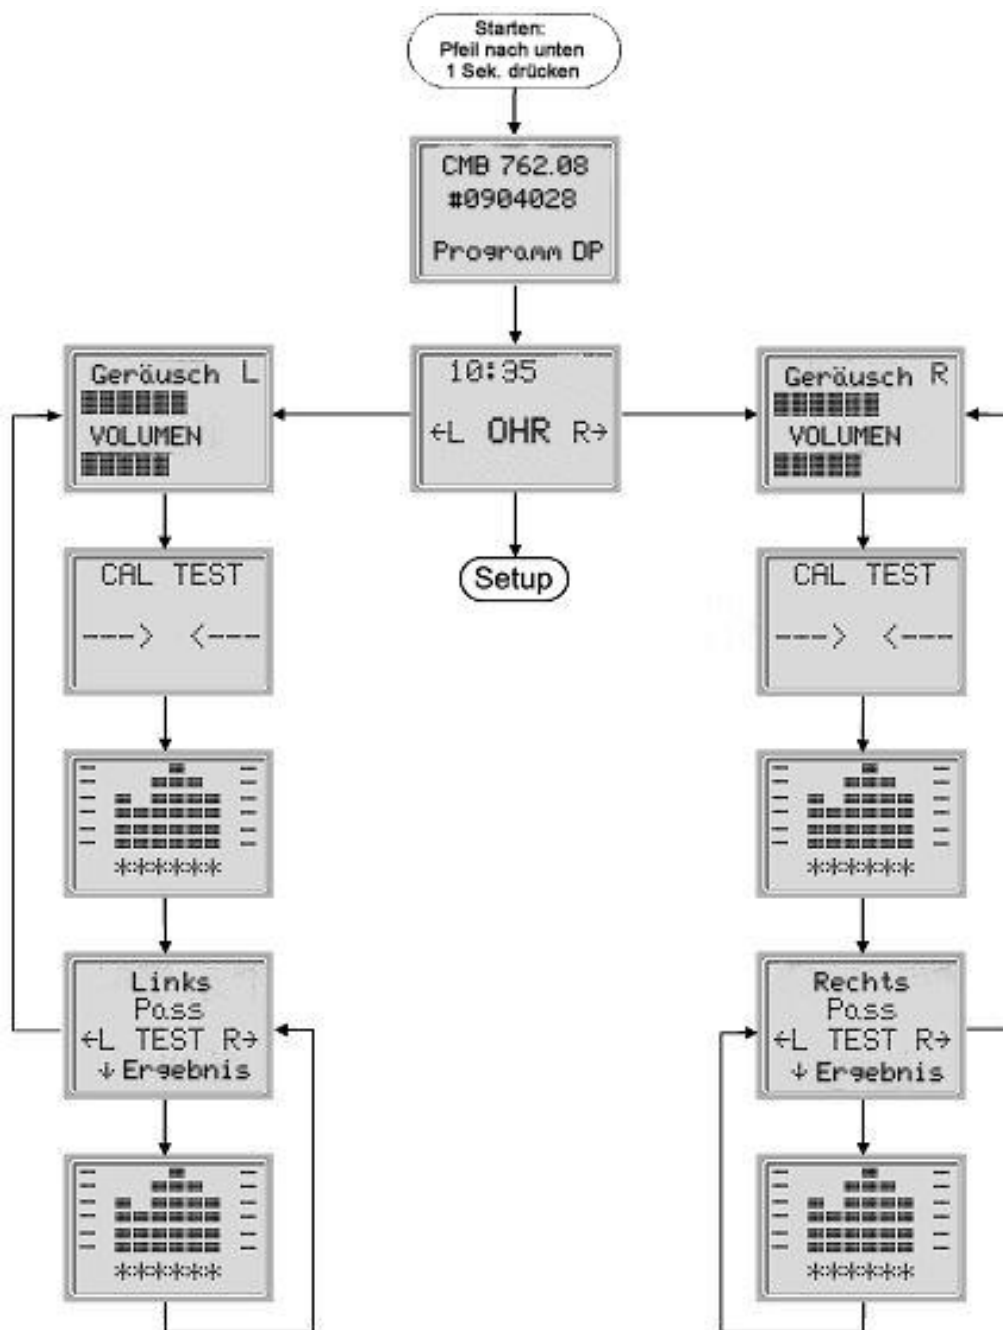 Starten:
Pfeil nach unten
1 Sek. drücken
CMB 762.08
#0904028
Programm DP
10:35
←L OHR R→
Setup
Geräusch L
VOLUMEN
CAL TEST
---> <---
******
Links
Pass
←L TEST R→
↓ Ergebnis
******
Geräusch R
VOLUMEN
CAL TEST
---> <---
******
Rechts
Pass
←L TEST R→
↓ Ergebnis
******